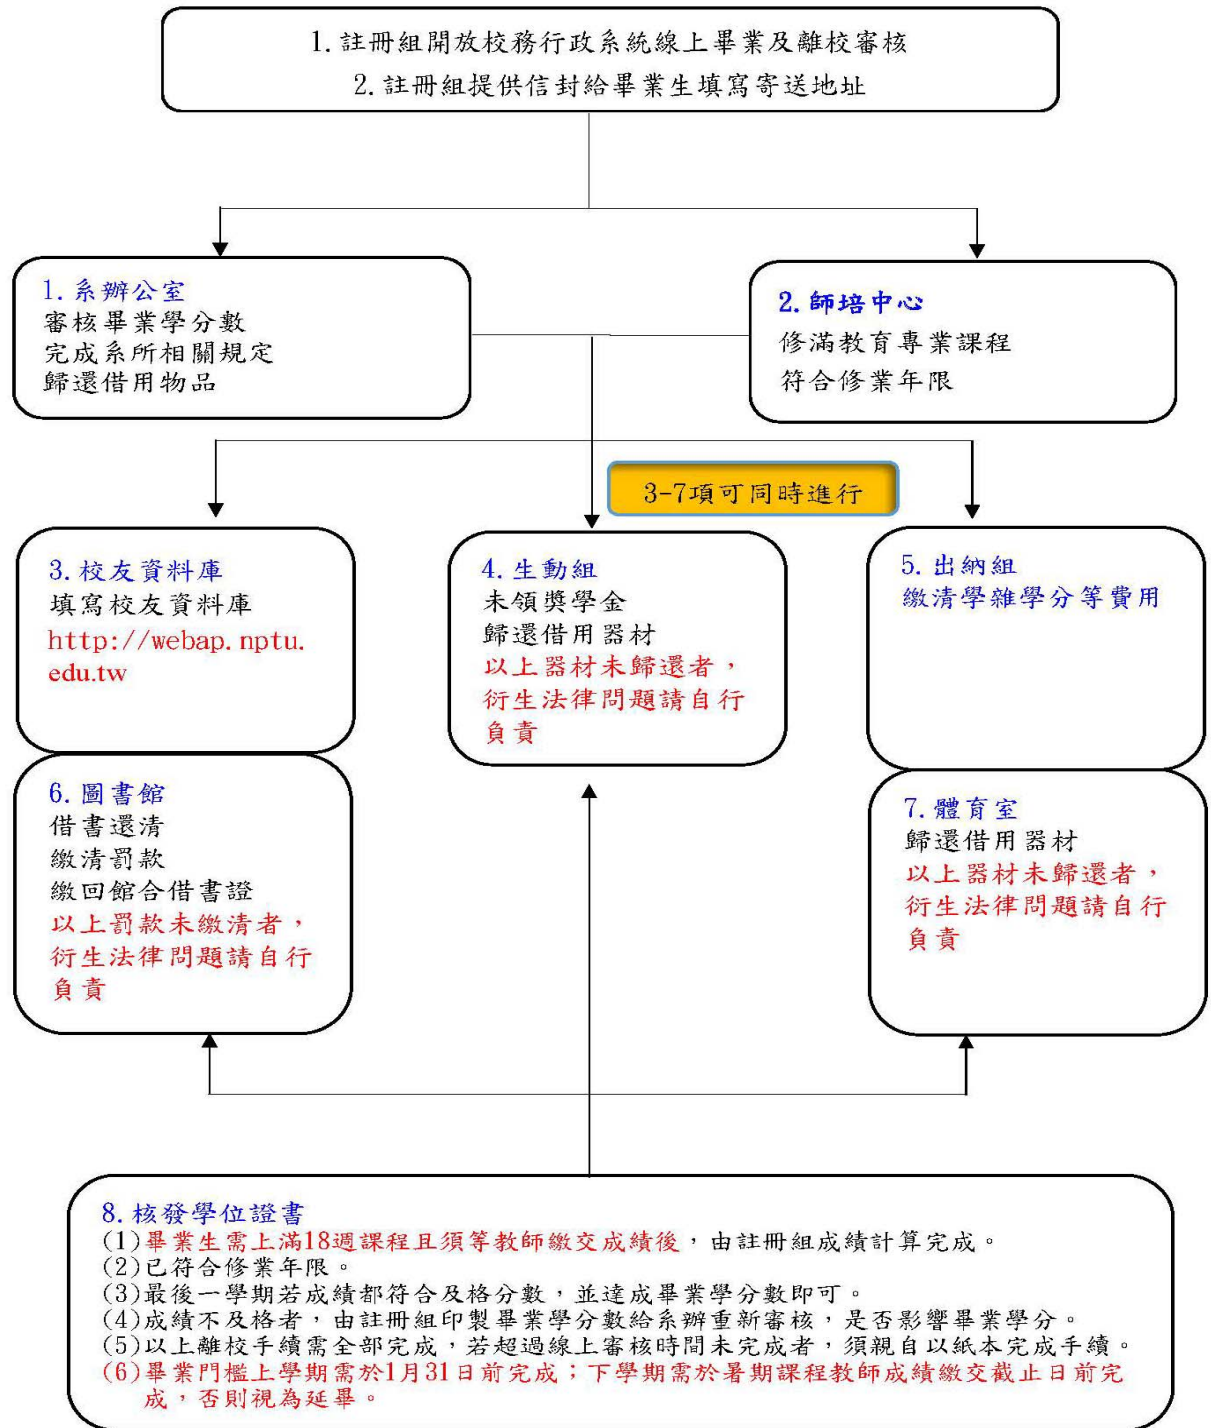 1.註冊組開放校務行政系統線上畢業及離校審核
2.註冊組提供信封給畢業生填寫寄送地址
1.系辦公室
審核畢業學分數
完成系所相關規定
歸還借用物品
2.師培中心
修滿教育專業課程
符合修業年限
3-7項可同時進行
3.校友資料庫
填寫校友資料庫
http://webap.nptu.
edu.tw
4.生動組
未領獎學金
歸還借用器材
以上器材未歸還者，
衍生法律問題請自行
負責
5.出納組
繳清學雜學分等費用
6.圖書館
借書還清
繳清罰款
繳回館合借書證
以上罰款未繳清者，
衍生法律問題請自行
負責
7.體育室
歸還借用器材
以上器材未歸還者，
衍生法律問題請自行
負責
8.核發學位證書
(1)畢業生需上滿18週課程且須等教師繳交成績後，由註冊組成績計算完成。
(2)已符合修業年限。
(3)最後一學期若成績都符合及格分數，並達成畢業學分數即可。
(4)成績不及格者，由註冊組印製畢業學分數給系辦重新審核，是否影響畢業學分。
(5)以上離校手續需全部完成，若超過線上審核時間未完成者，須親自以紙本完成手續。
(6)畢業門檻上學期需於1月31日前完成；下學期需於暑期課程教師成績繳交截止日前完
成，否則視為延畢。